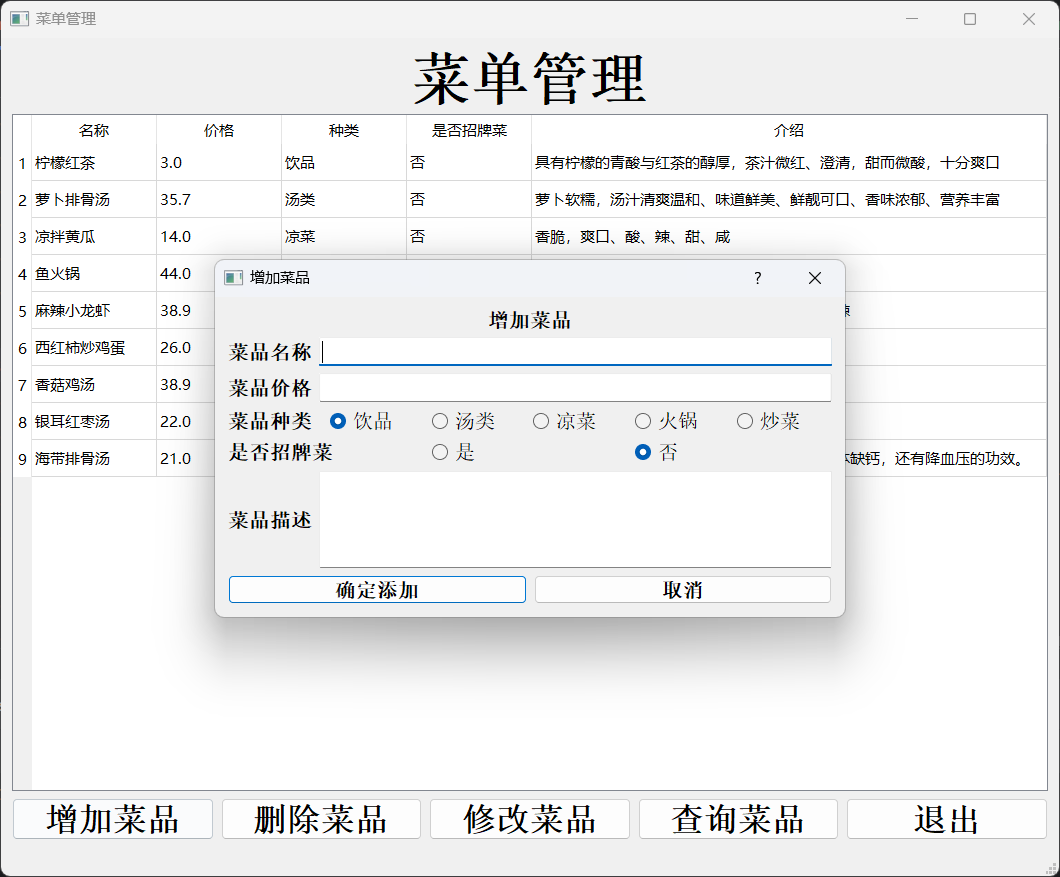 菜单管理
菜单管理
名称 价格 种类 是否招牌菜 介绍
1 柠檬红茶 3.0 饮品 否 具有柠檬的青酸与红茶的醇厚，茶汁微红、澄清，甜而微酸，十分爽口
2 萝卜排骨汤 35.7 汤类 否 萝卜软糯，汤汁清爽温和、味道鲜美、鲜靓可口、香味浓郁、营养丰富
3 凉拌黄瓜 14.0 凉菜 否 香脆，爽口、酸、辣、甜、咸
4 鱼火锅 44.0
5 麻辣小龙虾 38.9
6 西红柿炒鸡蛋 26.0
7 香菇鸡汤 38.9
8 银耳红枣汤 22.0
9 海带排骨汤 21.0 缺钙，还有降血压的功效。
增加菜品 ?
增加菜品
菜品名称
菜品价格
菜品种类 饮品 汤类 凉菜 火锅 炒菜
是否招牌菜 是 否
菜品描述
确定添加 取消
增加菜品 删除菜品 修改菜品 查询菜品 退出